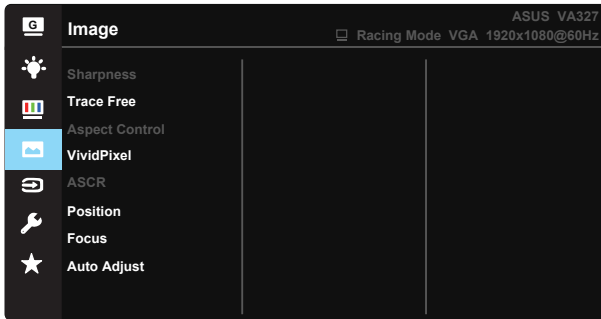 G
Image
ASUS VA327
Racing Mode VGA 1920x1080@60Hz
Sharpness
Trace Free
Aspect Control
VividPixel
ASCR
Position
Focus
Auto Adjust